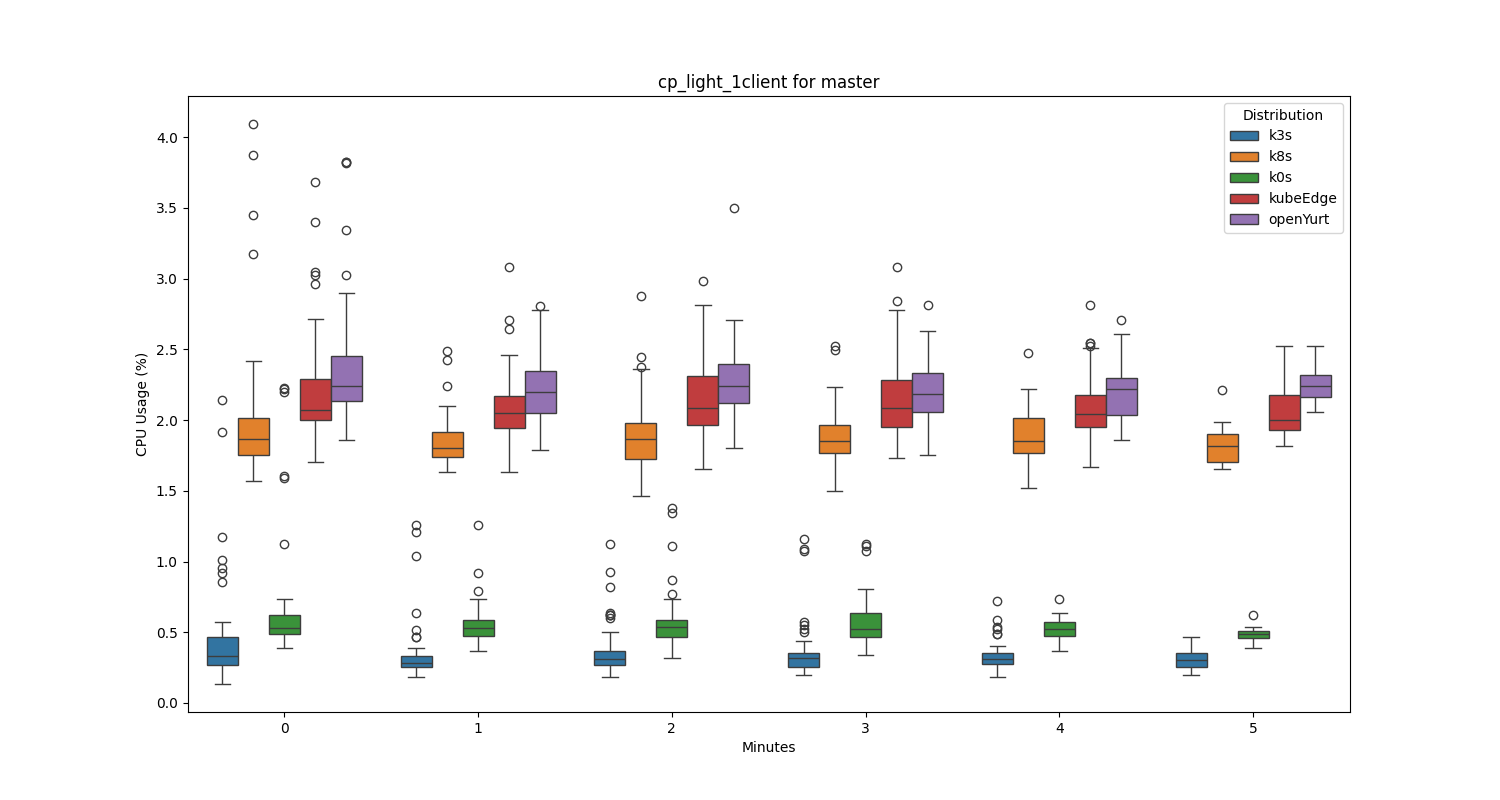 cp_light_1client for master
Distribution
k3s
k8s
k0s
kubeEdge
openYurt
CPU Usage (%)
4.0
3.5
3.0
2.5
2.0
1.5
1.0
0.5
0.0
0 1 2 3 4 5
Minutes